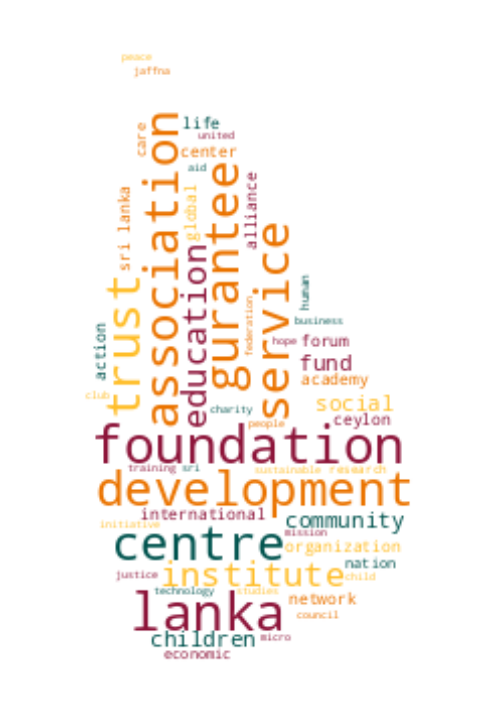 peace
jaffna
life
united
care
center
association
aid
gurantee
global
alliance
sri lanka
service
education
trust
human
federation
business
action
hope forum
fund
academy
club
social
charity
ceylon
people
foundation
training sri sustainable research
development
international
community
initiative
mission
centre
organization
nation
justice institute child
technology studies
lanka
network
council
children micro
economic